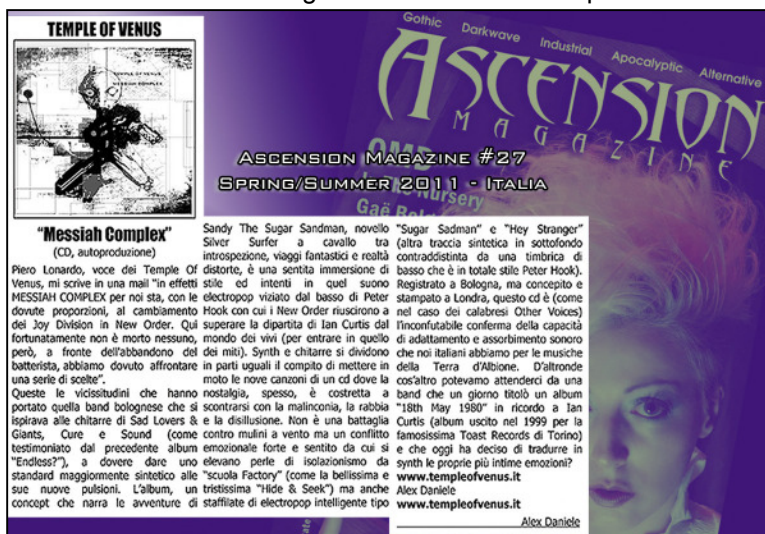 TEMPLE OF VENUS
TEMPLE OF VENUS
MESSIAH COMPLEX
Gothic Darkwave Industrial Apocalyptic Alternative
ASCENSION
MAGAZINE
OMD
In The Nursery
Gaë Bol
ASCENSION MAGAZINE #27
SPRING/SUMMER 2011 - ITALIA
"Messiah Complex"
(CD, autoproduzione)
Piero Lonardo, voce dei Temple Of
Venus, mi scrive in una mail "in effetti
MESSIAH COMPLEX per noi sta, con le
dovute proporzioni, al cambiamento
dei Joy Division in New Order. Qui
fortunatamente non è morto nessuno,
però, a fronte dell'abbandono del
batterista, abbiamo dovuto affrontare
una serie di scelte".
Queste le vicissitudini che hanno
portato quella band bolognese che si
ispirava alle chitarre di Sad Lovers &
Giants, Cure e Sound (come
testimoniato dal precedente album
"Endless?"), a dovere dare uno
standard maggiormente sintetico alle
sue nuove pulsioni. L'album, un
concept che narra le avventure di
Sandy The Sugar Sandman, novello
Silver Surfer a cavallo tra
introspezione, viaggi fantastici e realtà
distorte, è una sentita immersione di
stile ed intenti in quel suono
electropop viziato dal basso di Peter
Hook con cui i New Order riuscirono a
superare la dipartita di Ian Curtis dal
mondo dei vivi (per entrare in quello
dei miti). Synth e chitarre si dividono
in parti uguali il compito di mettere in
moto le nove canzoni di un cd dove la
nostalgia, spesso, è costretta a
scontrarsi con la malinconia, la rabbia
e la disillusione. Non è una battaglia
contro mulini a vento ma un conflitto
emozionale forte e sentito da cui si
elevano perle di isolazionismo da
"scuola Factory" (come la bellissima e
tristissima "Hide & Seek") ma anche
staffilate di electropop intelligente tipo
"Sugar Sadman" e "Hey Stranger"
(altra traccia sintetica in sottofondo
contraddistinta da una timbrica di
basso che è in totale stile Peter Hook).
Registrato a Bologna, ma concepito e
stampato a Londra, questo cd è (come
nel caso dei calabresi Other Voices)
l'inconfutabile conferma della capacità
di adattamento e assorbimento sonoro
che noi italiani abbiamo per le musiche
della Terra d'Albione. D'altronde
cos'altro potevamo attenderci da una
band che un giorno titolò un album
"18th May 1980" in ricordo a Ian
Curtis (album uscito nel 1999 per la
famosissima Toast Records di Torino)
e che oggi ha deciso di tradurre in
synth le proprie più intime emozioni?
www.templeofvenus.it
Alex Daniele
www.templeofvenus.it
Alex Daniele